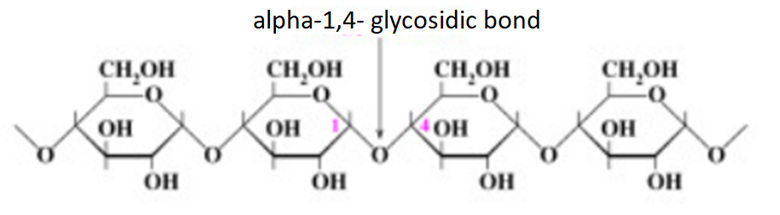 alpha-1,4- glycosidic bond
CH₂OH CH₂OH CH₂OH CH₂OH
O O O O
OH OH 1 4 OH OH
O O O O O
OH OH OH OH